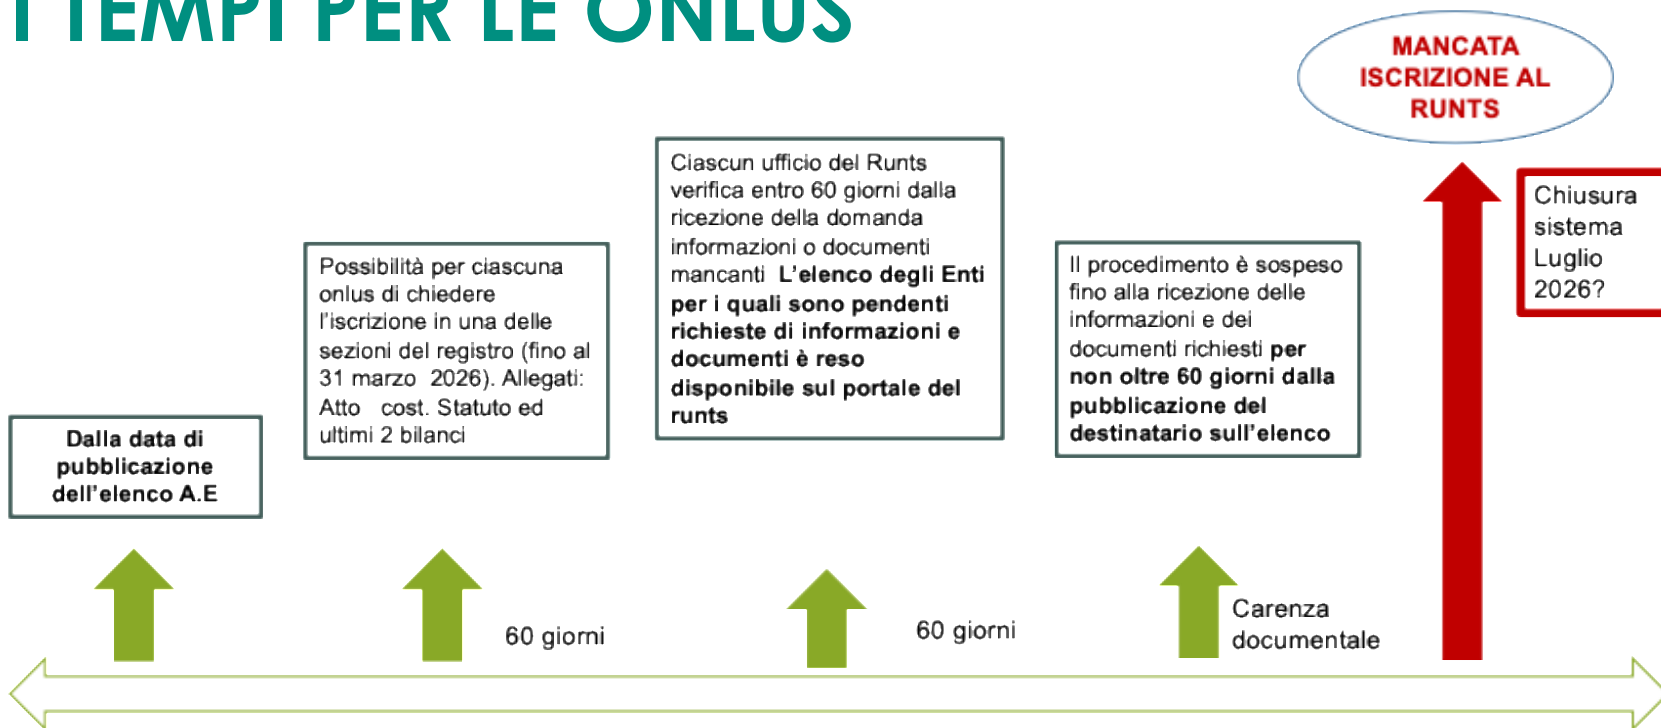 I TEMPI PER LE ONLUS
MANCATA
ISCRIZIONE AL
RUNTS
Dalla data di
pubblicazione
dell'elenco A.E
Possibilità per ciascuna
onlus di chiedere
l'iscrizione in una delle
sezioni del registro (fino al
31 marzo 2026). Allegati:
Atto cost. Statuto ed
ultimi 2 bilanci
Ciascun ufficio del Runts
verifica entro 60 giorni dalla
ricezione della domanda
informazioni o documenti
mancanti L'elenco degli Enti
per i quali sono pendenti
richieste di informazioni e
documenti è reso
disponibile sul portale del
runts
Il procedimento è sospeso
fino alla ricezione delle
informazioni e dei
documenti richiesti per
non oltre 60 giorni dalla
pubblicazione del
destinatario sull'elenco
Chiusura
sistema
Luglio
2026?
60 giorni
60 giorni
Carenza
documentale